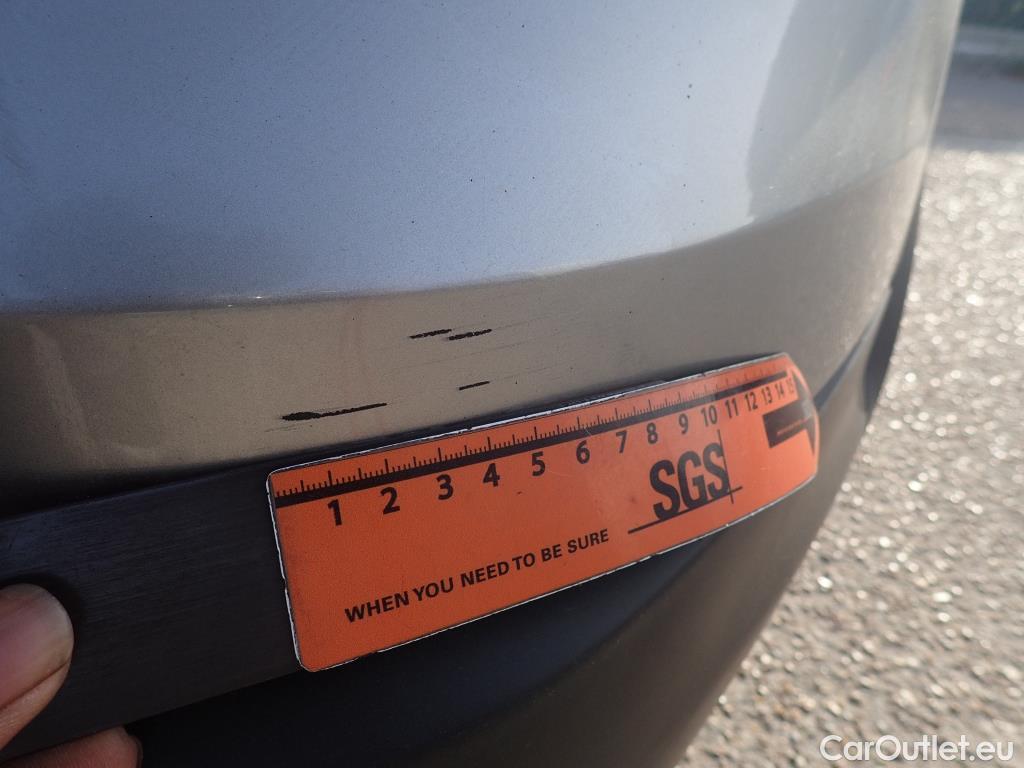 1 2 3 4 5 6 7 8 9 10 11 12 13 14 15
SGS
WHEN YOU NEED TO BE SURE
CarOutlet.eu